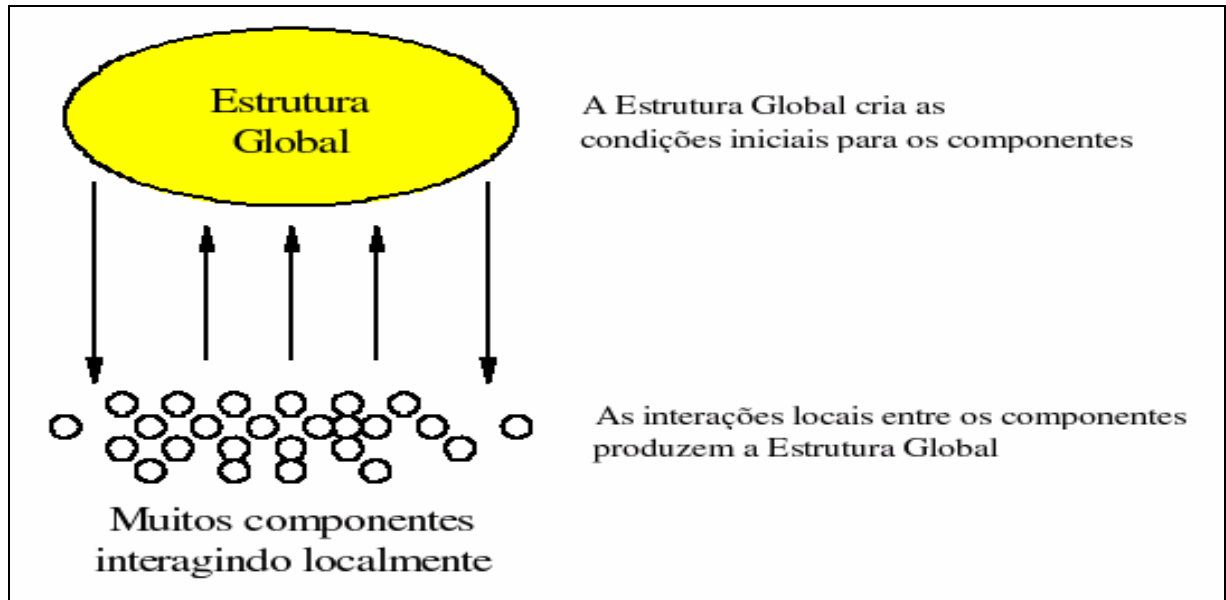 Estrutura
Global
A Estrutura Global cria as
condições iniciais para os componentes
As interações locais entre os componentes
produzem a Estrutura Global
Muitos componentes
interagindo localmente